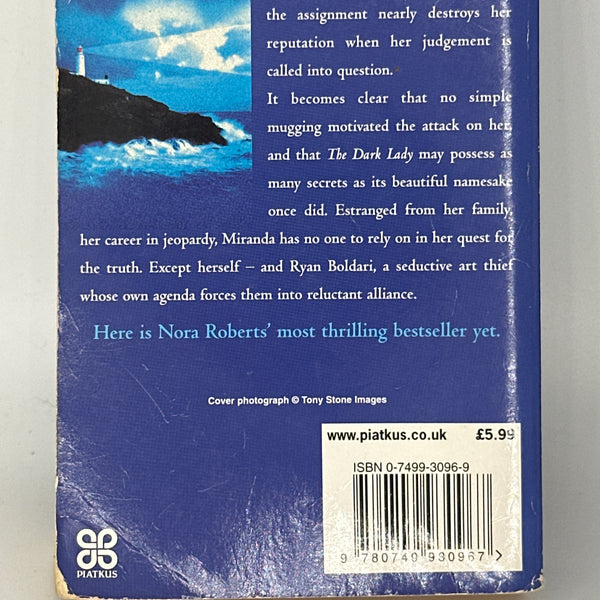 the assignment nearly destroys her
reputation when her judgement is
called into question.
It becomes clear that no simple
mugging motivated the attack on her,
and that The Dark Lady may possess as
many secrets as its beautiful namesake
once did. Estranged from her family,
her career in jeopardy, Miranda has no one to rely on in her quest for
the truth. Except herself – and Ryan Boldari, a seductive art thief
whose own agenda forces them into reluctant alliance.
Here is Nora Roberts' most thrilling bestseller yet.
Cover photograph © Tony Stone Images
www.piatkus.co.uk £5.99
ISBN 0-7499-3096-9
9 780749 930967 >
PIATKUS